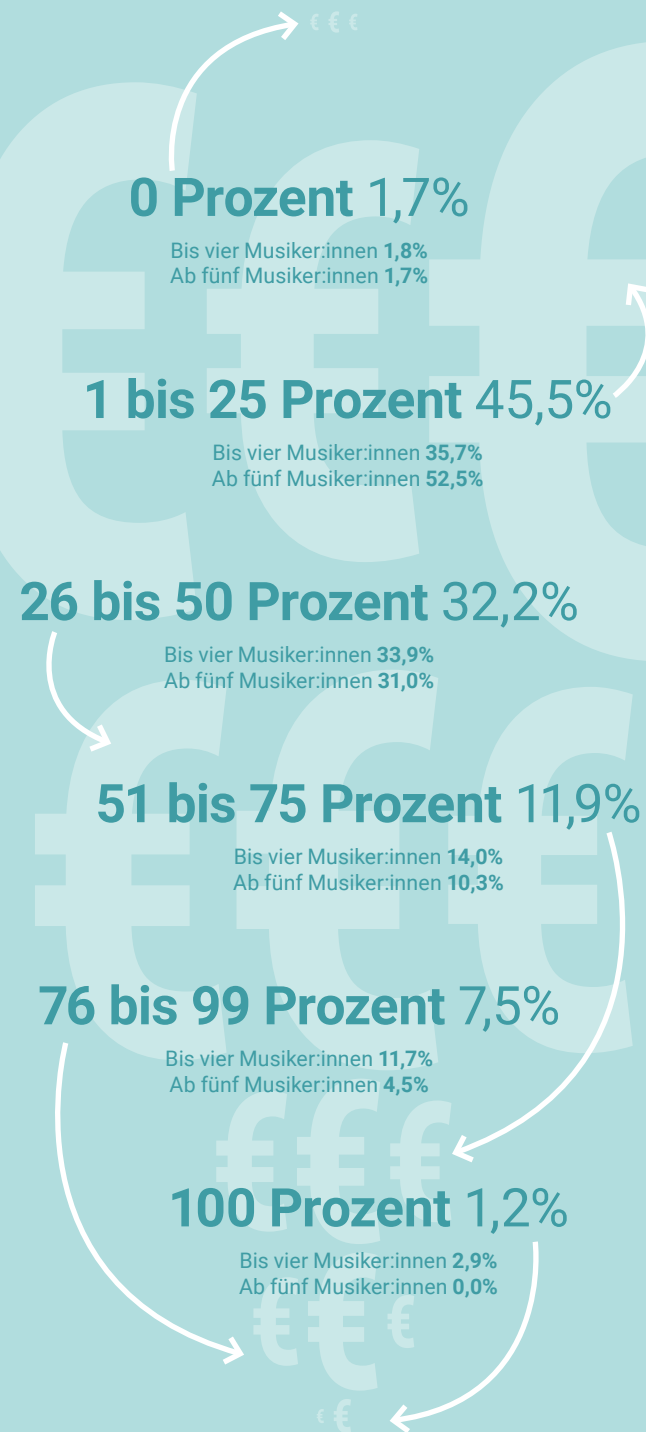 € € €
0 Prozent 1,7%
Bis vier Musiker:innen 1,8%
Ab fünf Musiker:innen 1,7%
€ € €
1 bis 25 Prozent 45,5%
Bis vier Musiker:innen 35,7%
Ab fünf Musiker:innen 52,5%
26 bis 50 Prozent 32,2%
Bis vier Musiker:innen 33,9%
Ab fünf Musiker:innen 31,0%
€ € €
51 bis 75 Prozent 11,9%
Bis vier Musiker:innen 14,0%
Ab fünf Musiker:innen 10,3%
76 bis 99 Prozent 7,5%
Bis vier Musiker:innen 11,7%
Ab fünf Musiker:innen 4,5%
€ € €
100 Prozent 1,2%
Bis vier Musiker:innen 2,9%
Ab fünf Musiker:innen 0,0%
€ € €
€ €